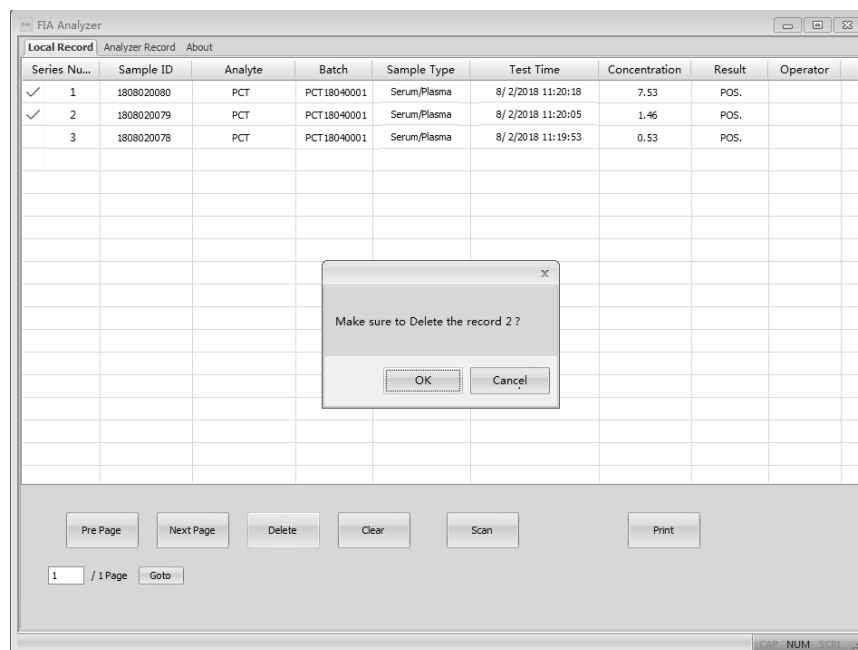 FIA Analyzer
Local Record Analyzer Record About
Series Nu... Sample ID Analyte Batch Sample Type Test Time Concentration Result Operator
1 1808020080 PCT PCT18040001 Serum/Plasma 8/ 2/2018 11:20:18 7.53 POS.
2 1808020079 PCT PCT18040001 Serum/Plasma 8/ 2/2018 11:20:05 1.46 POS.
3 1808020078 PCT PCT18040001 Serum/Plasma 8/ 2/2018 11:19:53 0.53 POS.
Make sure to Delete the record 2 ?
OK Cancel
Pre Page Next Page Delete Clear Scan Print
1 / 1 Page Goto
CAP NUM SCRL